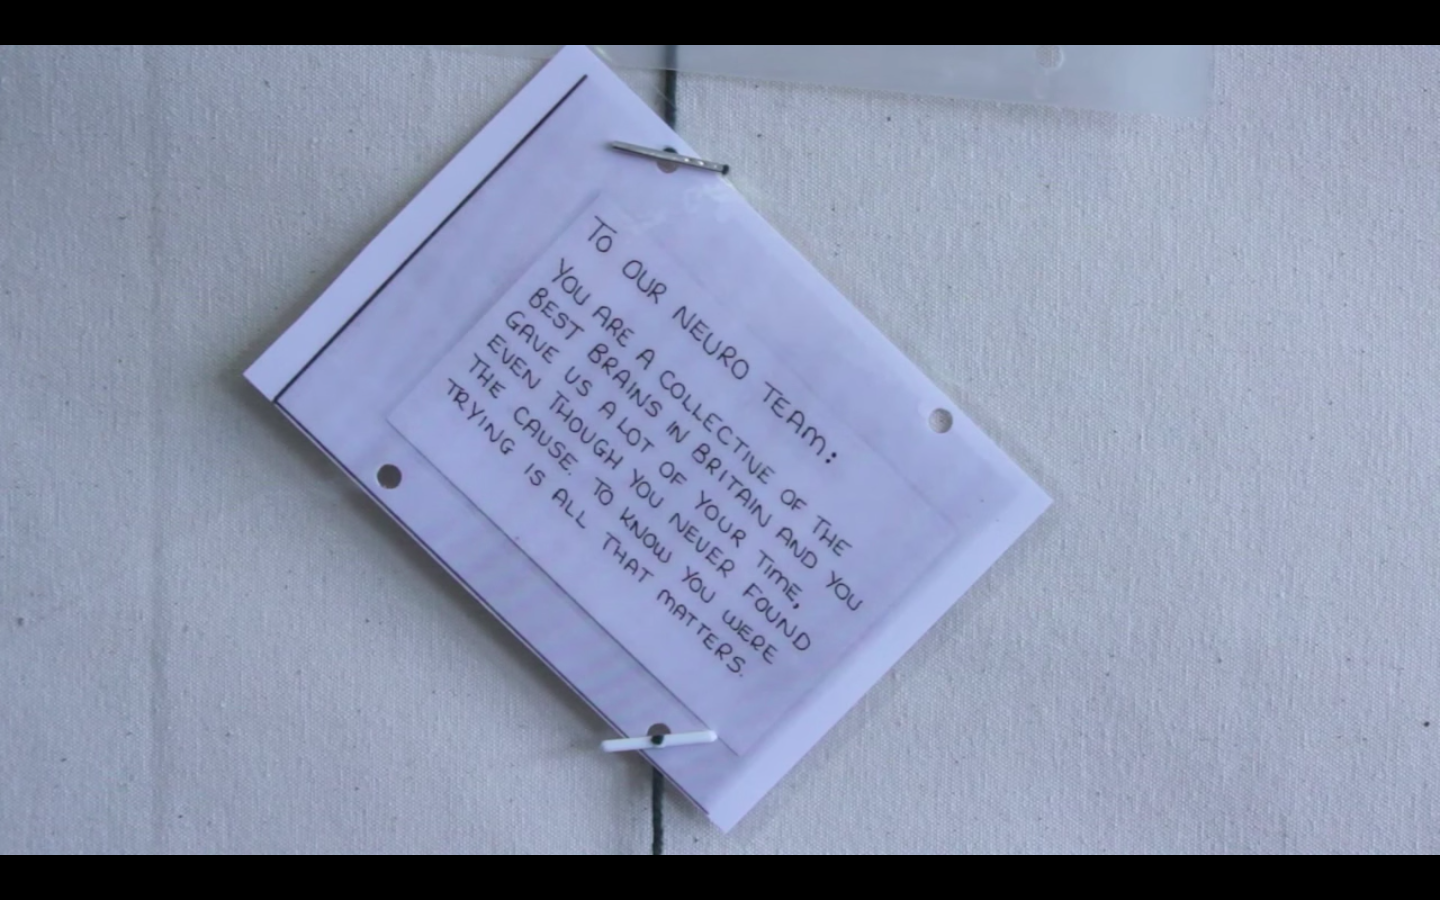 TO OUR NEURO TEAM:
YOU ARE A COLLECTIVE OF THE
BEST BRAINS IN BRITAIN AND YOU
GAVE US A LOT OF YOUR TIME,
EVEN THOUGH YOU NEVER FOUND
THE CAUSE. TO KNOW YOU WERE
TRYING IS ALL THAT MATTERS.